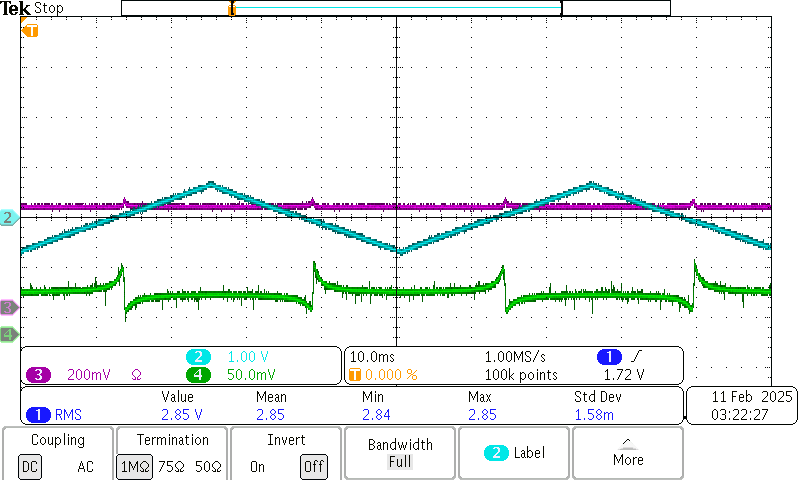 Tek Stop
T
2
3
4
2 1.00 V
3 200mV Ω 4 50.0mV
10.0ms 1.00MS/s 1
T 0.000 % 100k points 1.72 V
Value Mean Min Max Std Dev
1 RMS 2.85 V 2.85 2.84 2.85 1.58m
11 Feb 2025
03:22:27
Coupling
DC AC
Termination
1MΩ 75Ω 50Ω
Invert
On Off
Bandwidth
Full
2 Label
More